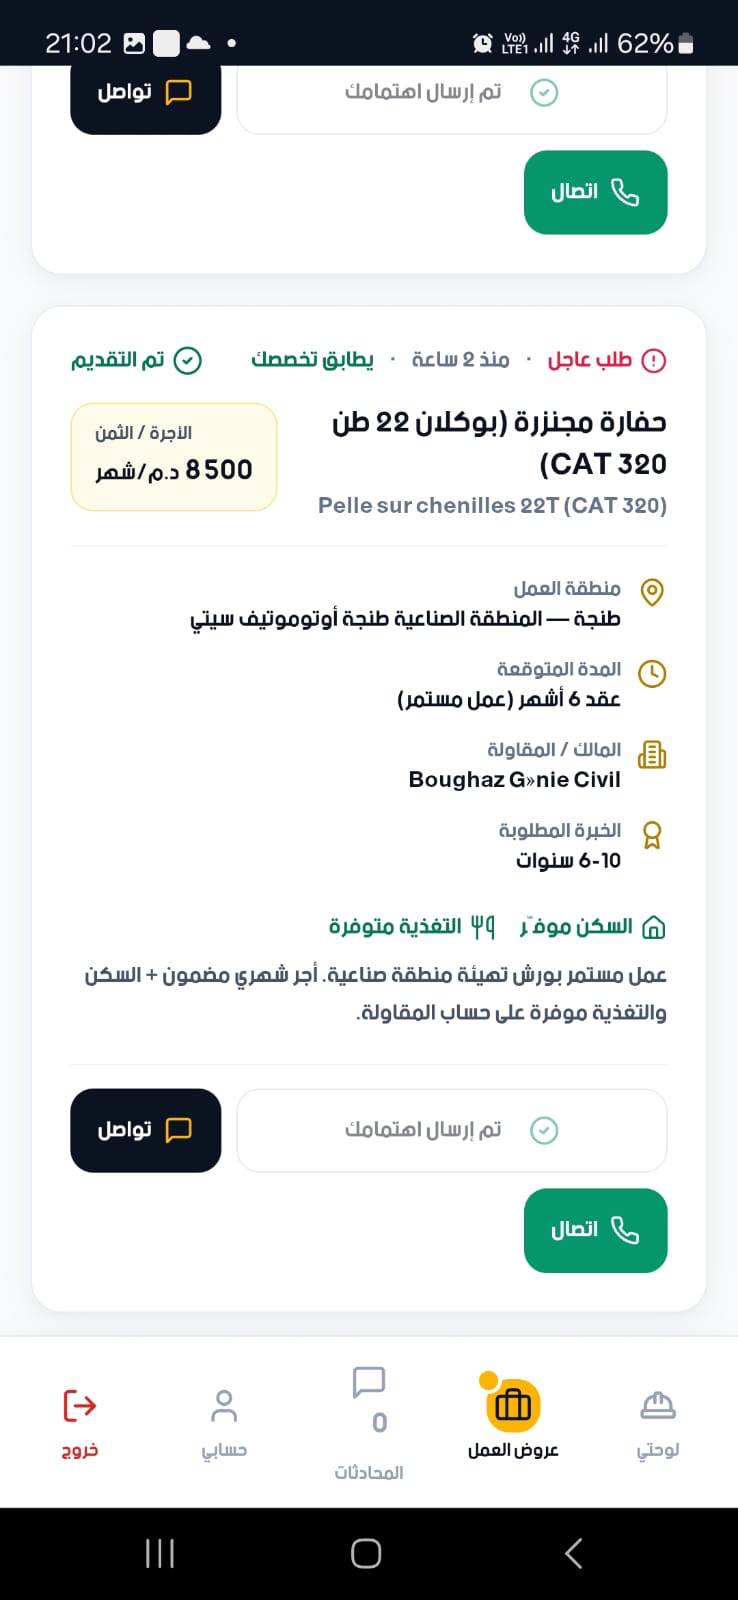 21:02
Vo)) LTE1 4G 62%
تم إرسال اهتمامك
تواصل
اتصال
طلب عاجل · منذ 2 ساعة · يطابق تخصصك
تم التقديم
حفارة مجنزرة (بوكلان 22 طن
CAT 320)
Pelle sur chenilles 22T (CAT 320)
الأجرة / الثمن
8500 د.م/شهر
منطقة العمل
طنجة — المنطقة الصناعية طنجة أوتوموتيف سيتي
المدة المتوقعة
عقد 6 أشهر (عمل مستمر)
المالك / المقاولة
Boughaz G»nie Civil
الخبرة المطلوبة
6-10 سنوات
السكن موفّر
التغذية متوفرة
عمل مستمر بورش تهيئة منطقة صناعية. أجر شهري مضمون + السكن
والتغذية موفرة على حساب المقاولة.
تم إرسال اهتمامك
تواصل
اتصال
لوحتي
عروض العمل
0
المحادثات
حسابي
خروج